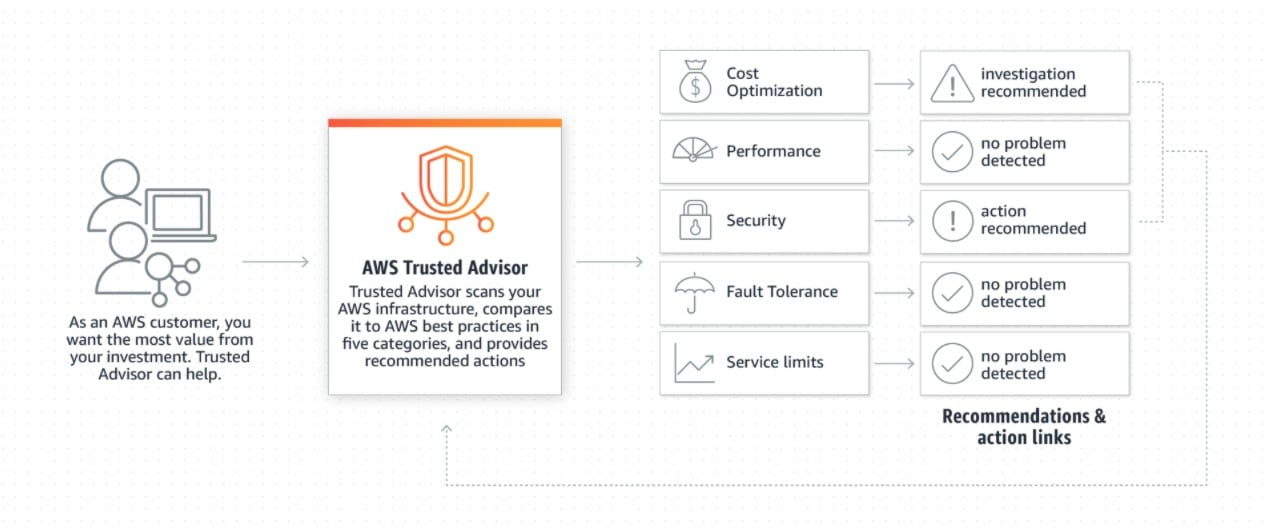 As an AWS customer, you
want the most value from
your investment. Trusted
Advisor can help.
AWS Trusted Advisor
Trusted Advisor scans your
AWS infrastructure, compares
it to AWS best practices in
five categories, and provides
recommended actions
Cost
Optimization
investigation
recommended
Performance
no problem
detected
Security
action
recommended
Fault Tolerance
no problem
detected
Service limits
no problem
detected
Recommendations &
action links